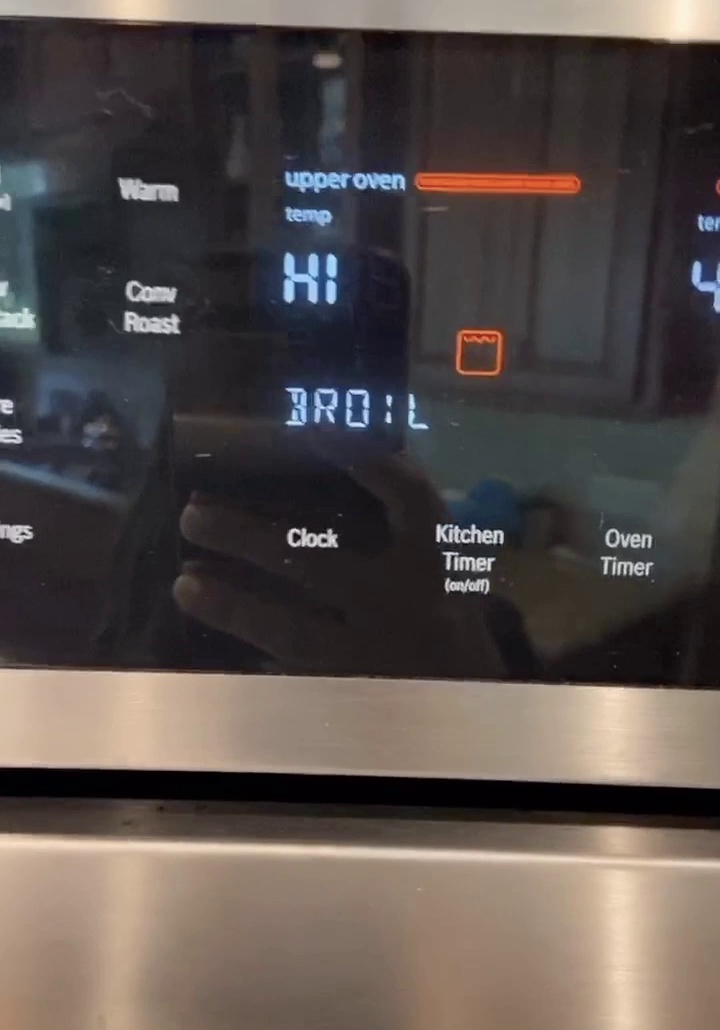 Warm
Conv
Roast
upper oven
temp
HI
BROIL
Clock
Kitchen
Timer
(on/off)
Oven
Timer